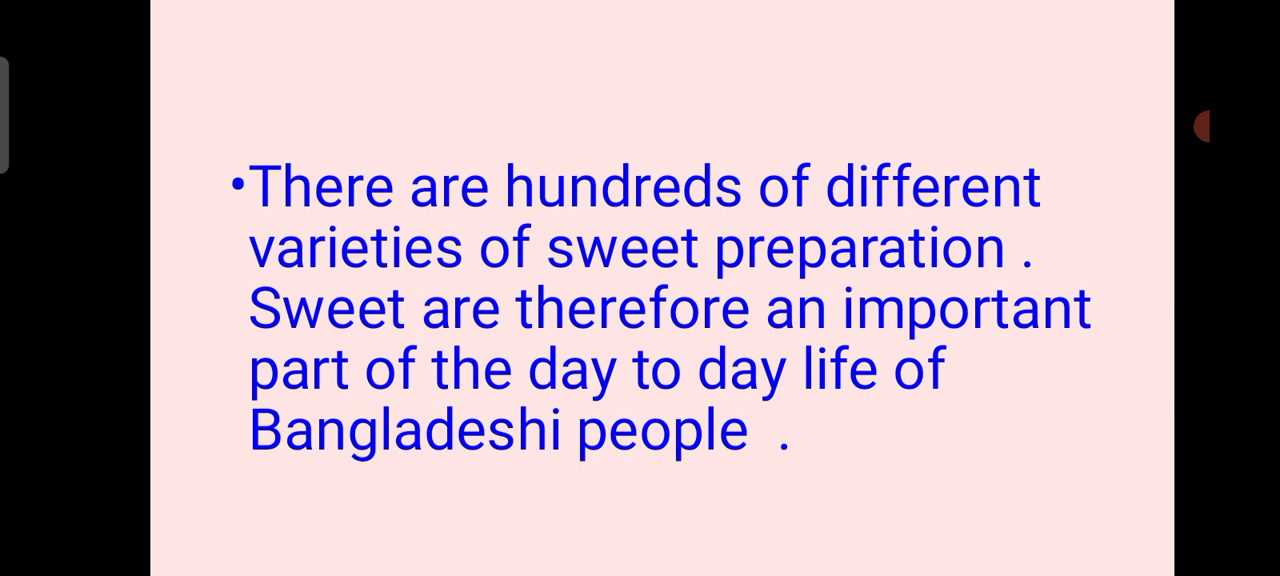 •There are hundreds of different
varieties of sweet preparation .
Sweet are therefore an important
part of the day to day life of
Bangladeshi people  .